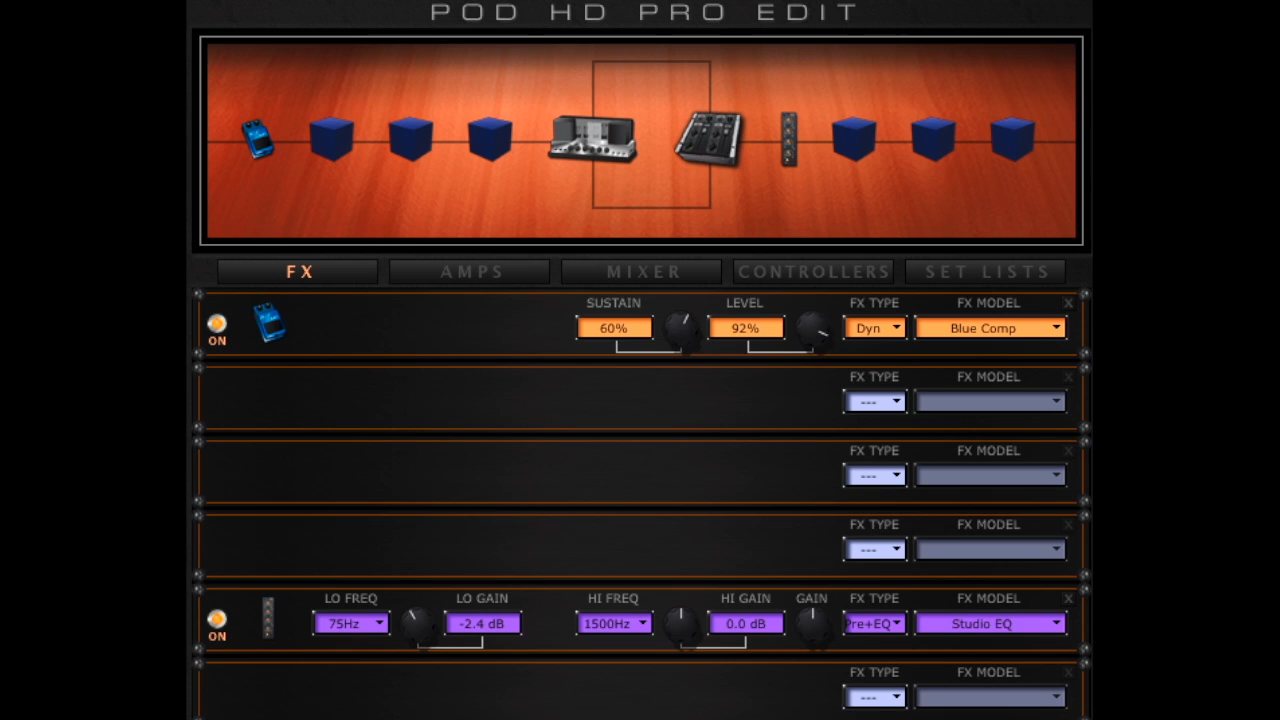 POD HD PRO EDIT
FX AMPS MIXER CONTROLLERS SET LISTS
SUSTAIN LEVEL FX TYPE FX MODEL X
60% 92% Dyn Blue Comp
ON
FX TYPE FX MODEL X
---
FX TYPE FX MODEL X
---
FX TYPE FX MODEL X
---
LO FREQ LO GAIN HI FREQ HI GAIN GAIN FX TYPE FX MODEL X
75Hz -2.4 dB 1500Hz 0.0 dB Pre+EQ Studio EQ
ON
FX TYPE FX MODEL X
---